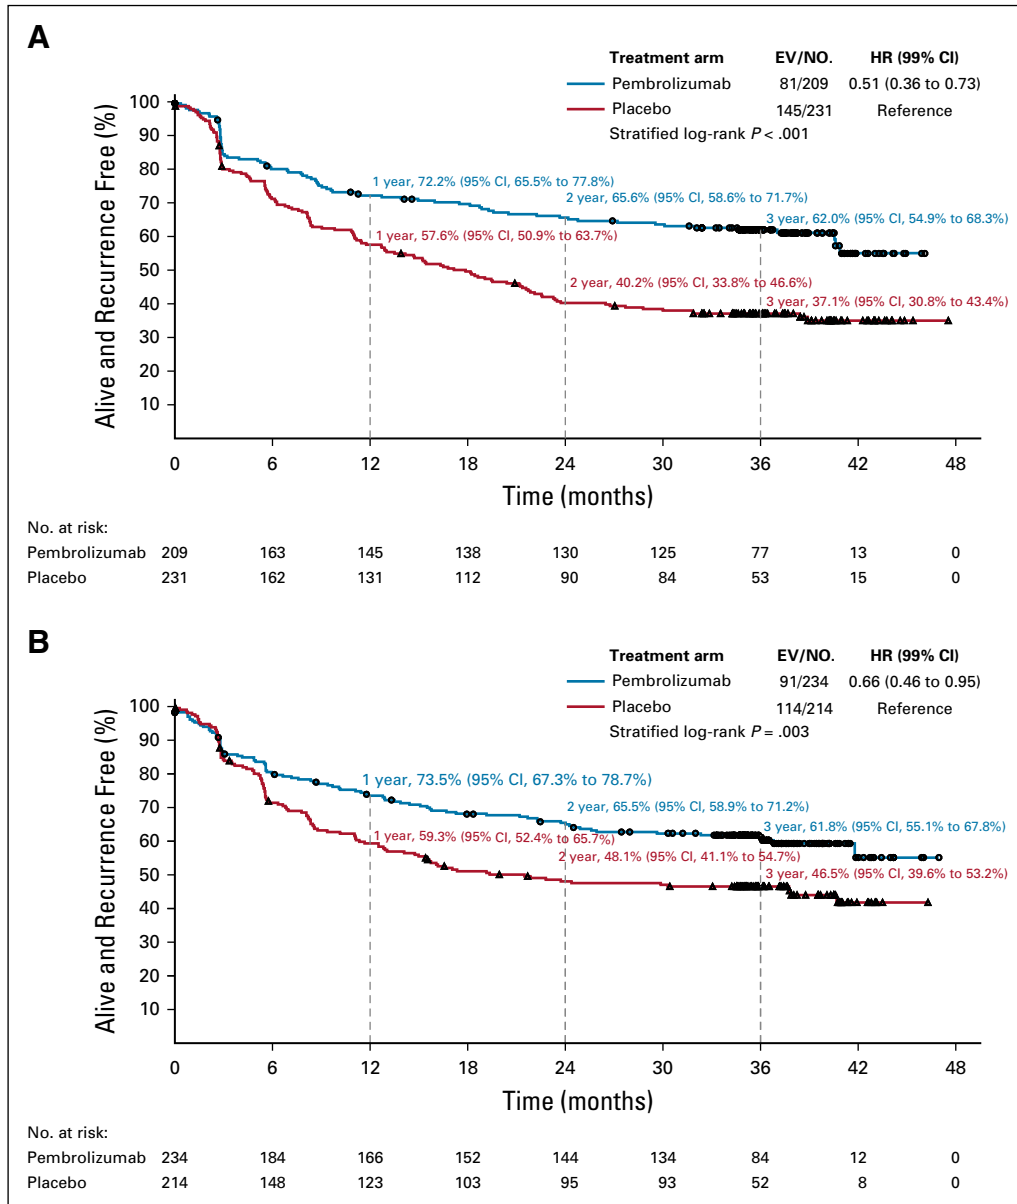 A
Treatment arm EV/NO. HR (99% CI)
Pembrolizumab 81/209 0.51 (0.36 to 0.73)
Placebo 145/231 Reference
Stratified log-rank P < .001
Alive and Recurrence Free (%)
100
90
80
70
60
50
40
30
20
10
1 year, 72.2% (95% CI, 65.5% to 77.8%)
2 year, 65.6% (95% CI, 58.6% to 71.7%)
3 year, 62.0% (95% CI, 54.9% to 68.3%)
1 year, 57.6% (95% CI, 50.9% to 63.7%)
2 year, 40.2% (95% CI, 33.8% to 46.6%)
3 year, 37.1% (95% CI, 30.8% to 43.4%)
0 6 12 18 24 30 36 42 48
Time (months)
No. at risk:
Pembrolizumab 209 163 145 138 130 125 77 13 0
Placebo 231 162 131 112 90 84 53 15 0
B
Treatment arm EV/NO. HR (99% CI)
Pembrolizumab 91/234 0.66 (0.46 to 0.95)
Placebo 114/214 Reference
Stratified log-rank P = .003
Alive and Recurrence Free (%)
100
90
80
70
60
50
40
30
20
10
1 year, 73.5% (95% CI, 67.3% to 78.7%)
2 year, 65.5% (95% CI, 58.9% to 71.2%)
3 year, 61.8% (95% CI, 55.1% to 67.8%)
1 year, 59.3% (95% CI, 52.4% to 65.7%)
2 year, 48.1% (95% CI, 41.1% to 54.7%)
3 year, 46.5% (95% CI, 39.6% to 53.2%)
0 6 12 18 24 30 36 42 48
Time (months)
No. at risk:
Pembrolizumab 234 184 166 152 144 134 84 12 0
Placebo 214 148 123 103 95 93 52 8 0